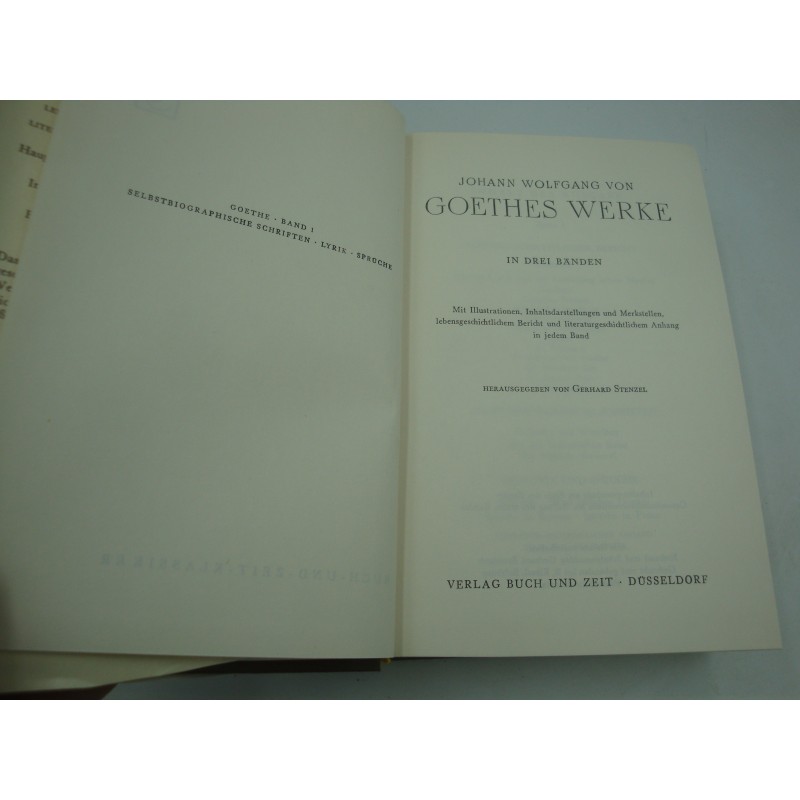 GOETHE · BAND 1
SELBSTBIOGRAPHISCHE SCHRIFTEN · LYRIK · SPRÜCHE
JOHANN WOLFGANG VON
GOETHES WERKE
IN DREI BÄNDEN
Mit Illustrationen, Inhaltsdarstellungen und Merkstellen,
lebensgeschichtlichem Bericht und literaturgeschichtlichem Anhang
in jedem Band
HERAUSGEGEBEN VON GERHARD STENZEL
VERLAG BUCH UND ZEIT · DÜSSELDORF